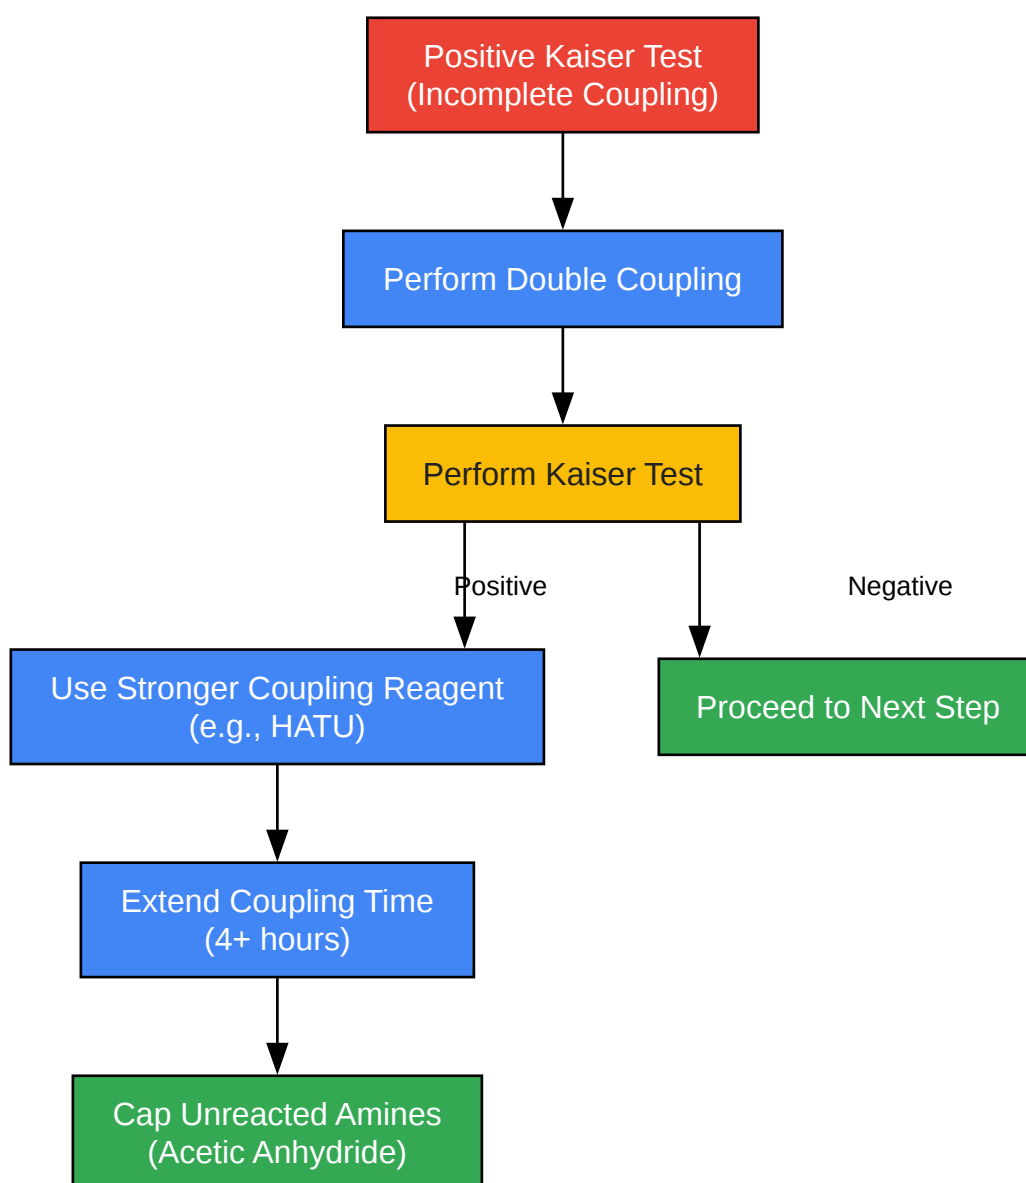 Positive Kaiser Test
(Incomplete Coupling)
Perform Double Coupling
Perform Kaiser Test
Positive
Negative
Use Stronger Coupling Reagent
(e.g., HATU)
Proceed to Next Step
Extend Coupling Time
(4+ hours)
Cap Unreacted Amines
(Acetic Anhydride)